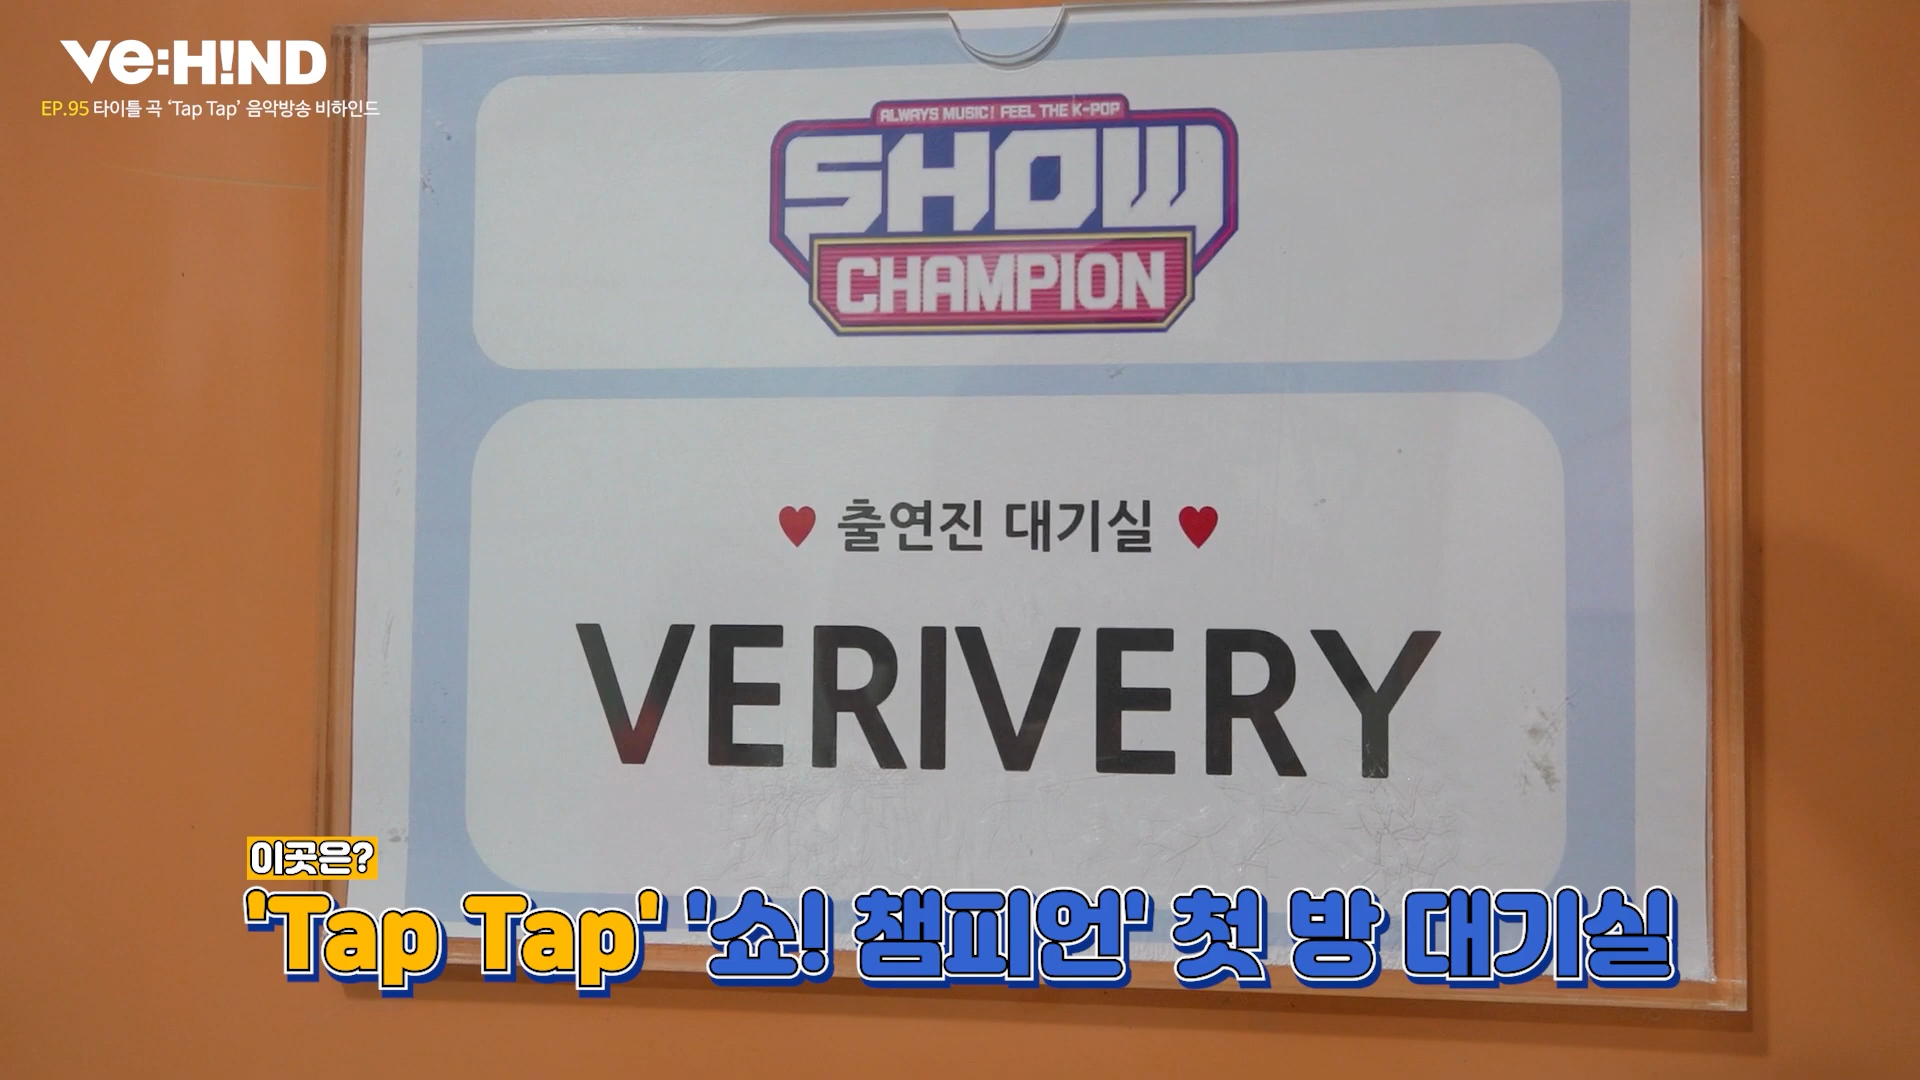 VE:H!ND
EP.95 타이틀 곡 ‘Tap Tap’ 음악방송 비하인드
ALWAYS MUSIC! FEEL THE K-POP
SHOW
CHAMPION
♥ 출연진 대기실 ♥
VERIVERY
이곳은?
'Tap Tap' '쇼! 챔피언' 첫 방 대기실